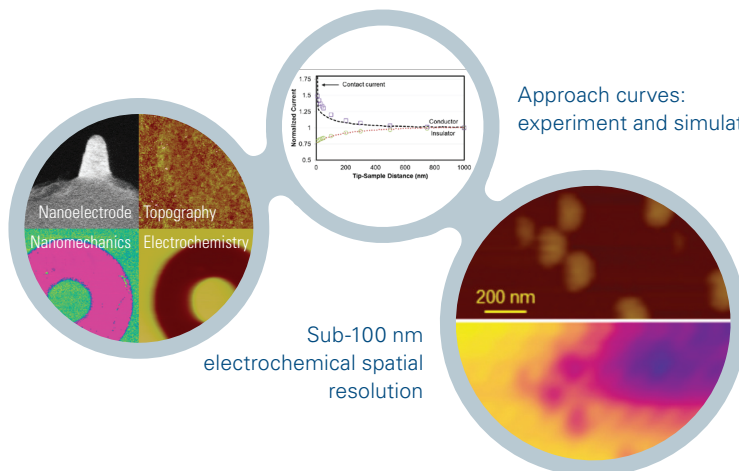 1.75
1.5
1.25
1
0.75
0.5
0 200 400 600 800 1000
Normalized Current
Tip-Sample Distance (nm)
Contact current
Conductor
Insulator
Approach curves:
experiment and simulat
Nanoelectrode
Topography
Nanomechanics
Electrochemistry
200 nm
Sub-100 nm
electrochemical spatial
resolution